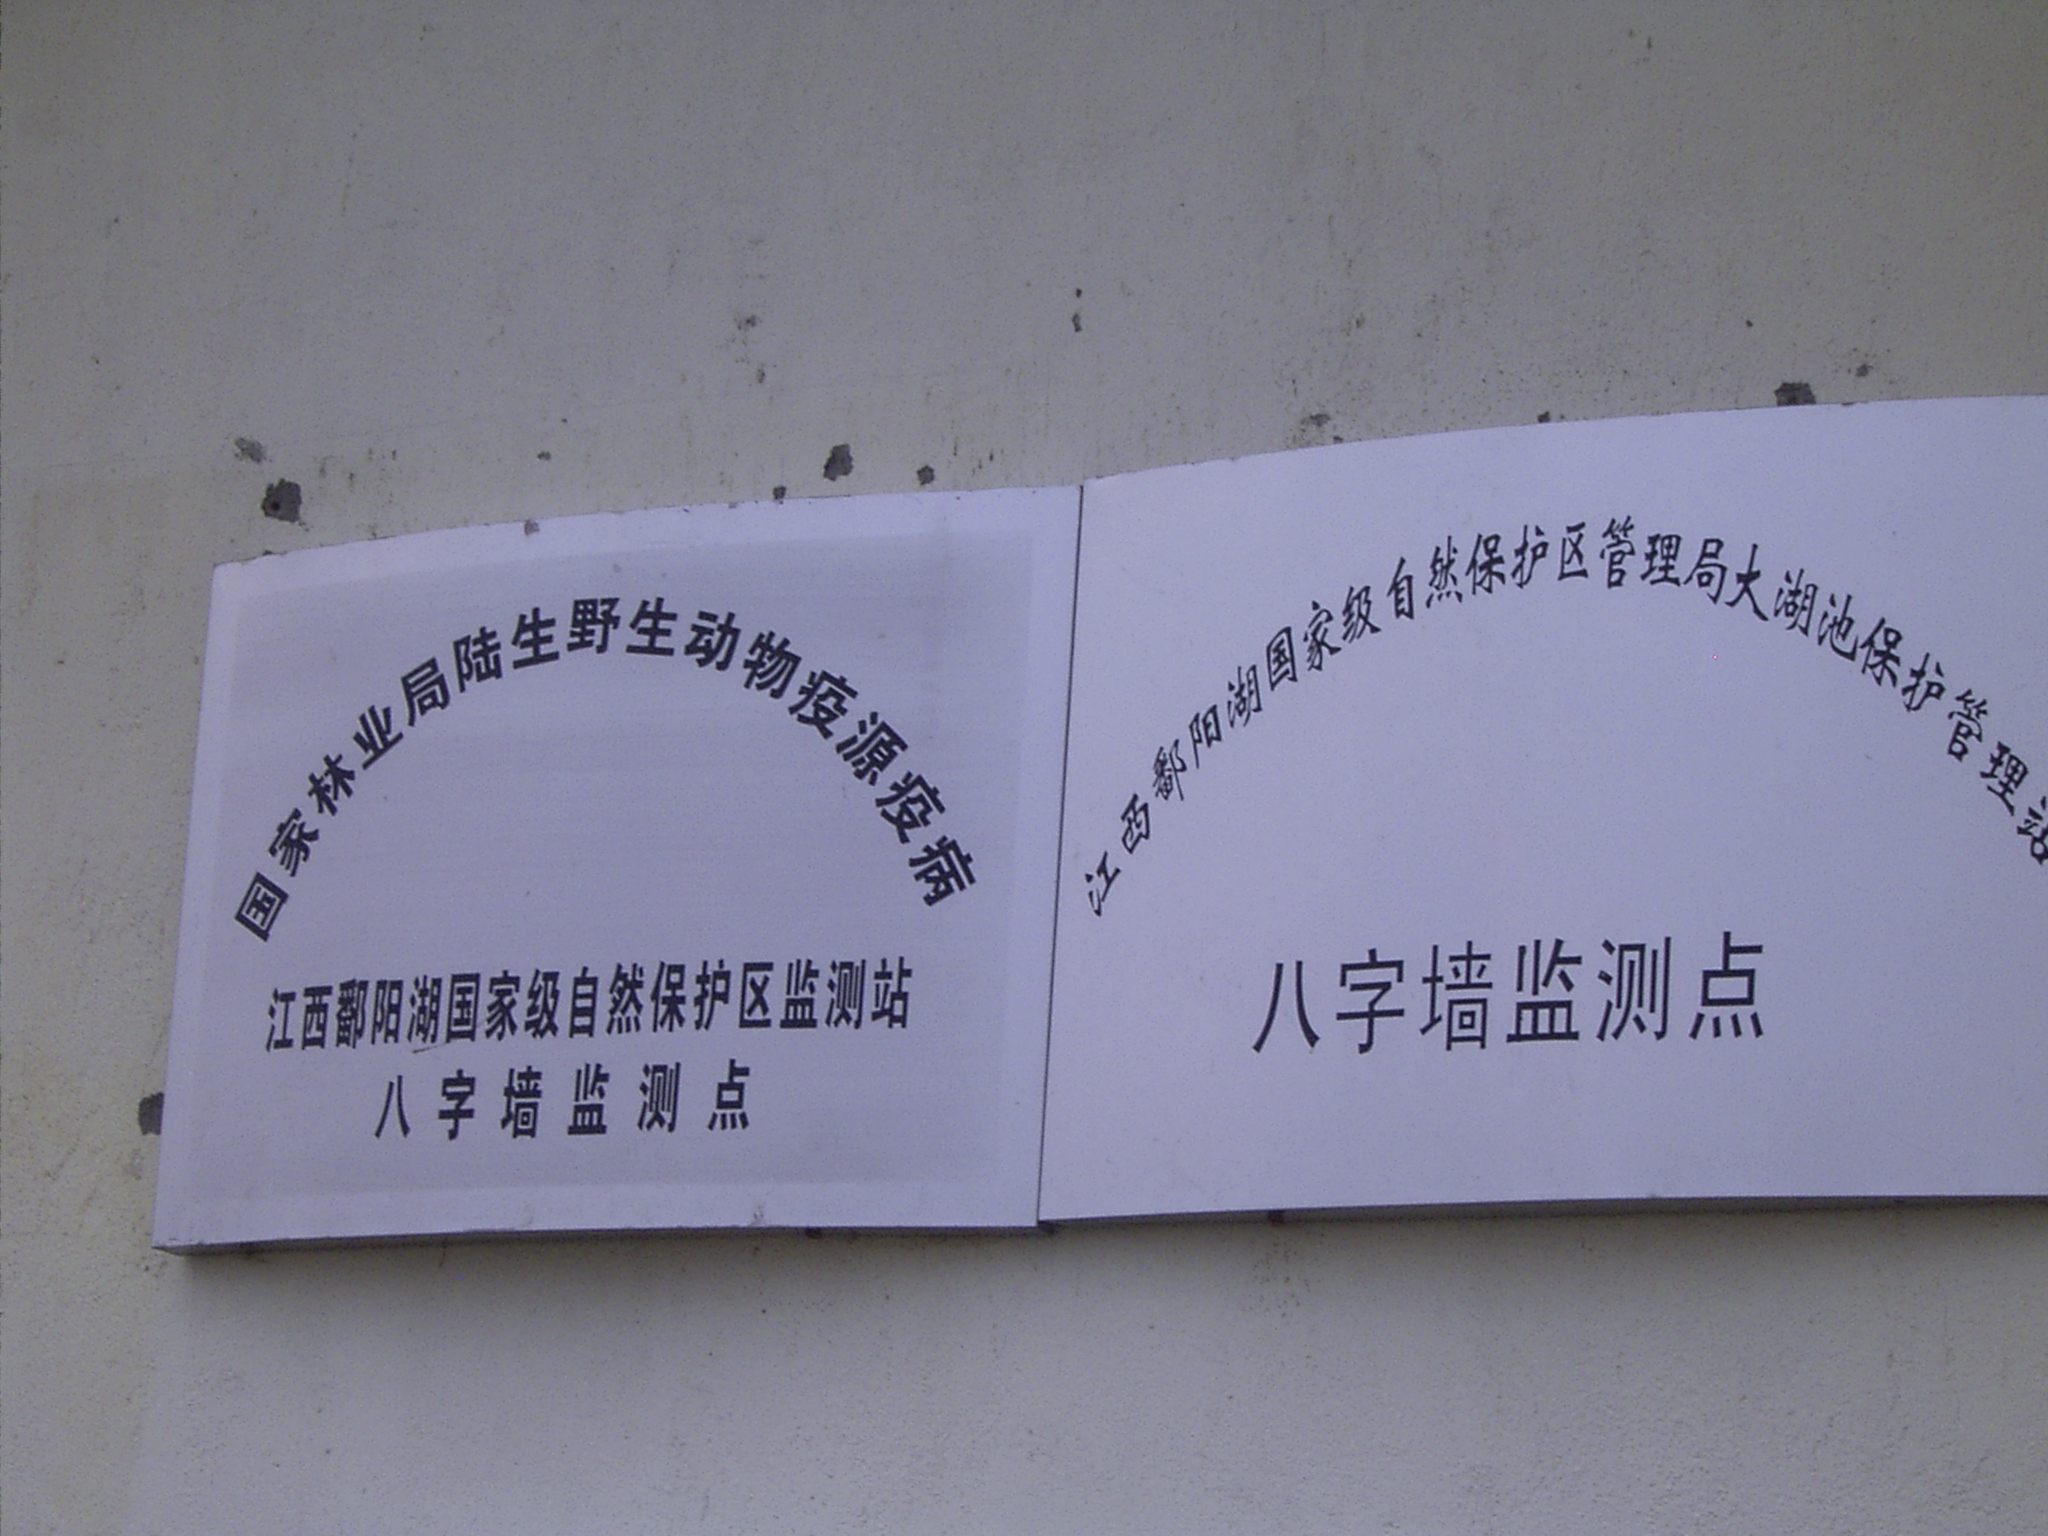 国家林业局陆生野生动物疫源疫病
江西鄱阳湖国家级自然保护区监测站
八字墙监测点
江西鄱阳湖国家级自然保护区管理局大湖池保护管理站
八字墙监测点